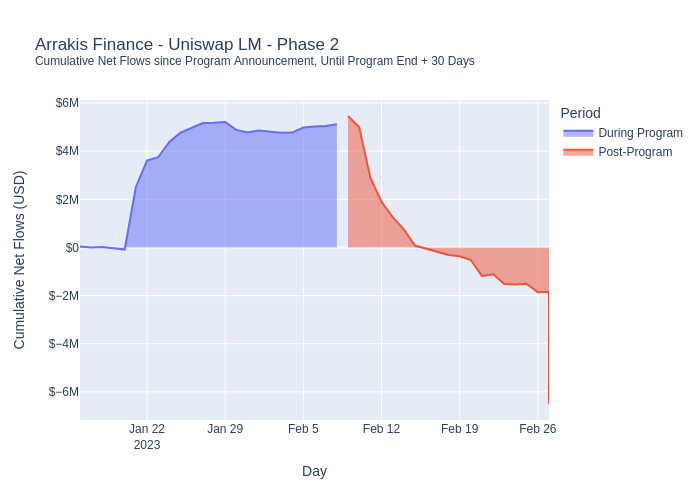 Arrakis Finance - Uniswap LM - Phase 2
Cumulative Net Flows since Program Announcement, Until Program End + 30 Days
Period
During Program
Post-Program
Cumulative Net Flows (USD)
$6M
$4M
$2M
$0
$−2M
$−4M
$−6M
Jan 22
2023
Jan 29
Feb 5
Feb 12
Feb 19
Feb 26
Day